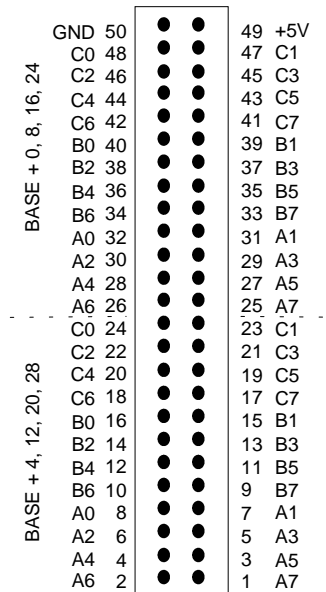 GND 50 49 +5V
C0 48 47 C1
C2 46 45 C3
C4 44 43 C5
C6 42 41 C7
B0 40 39 B1
B2 38 37 B3
B4 36 35 B5
B6 34 33 B7
A0 32 31 A1
A2 30 29 A3
A4 28 27 A5
A6 26 25 A7
BASE + 0, 8, 16, 24
C0 24 23 C1
C2 22 21 C3
C4 20 19 C5
C6 18 17 C7
B0 16 15 B1
B2 14 13 B3
B4 12 11 B5
B6 10 9 B7
A0 8 7 A1
A2 6 5 A3
A4 4 3 A5
A6 2 1 A7
BASE + 4, 12, 20, 28